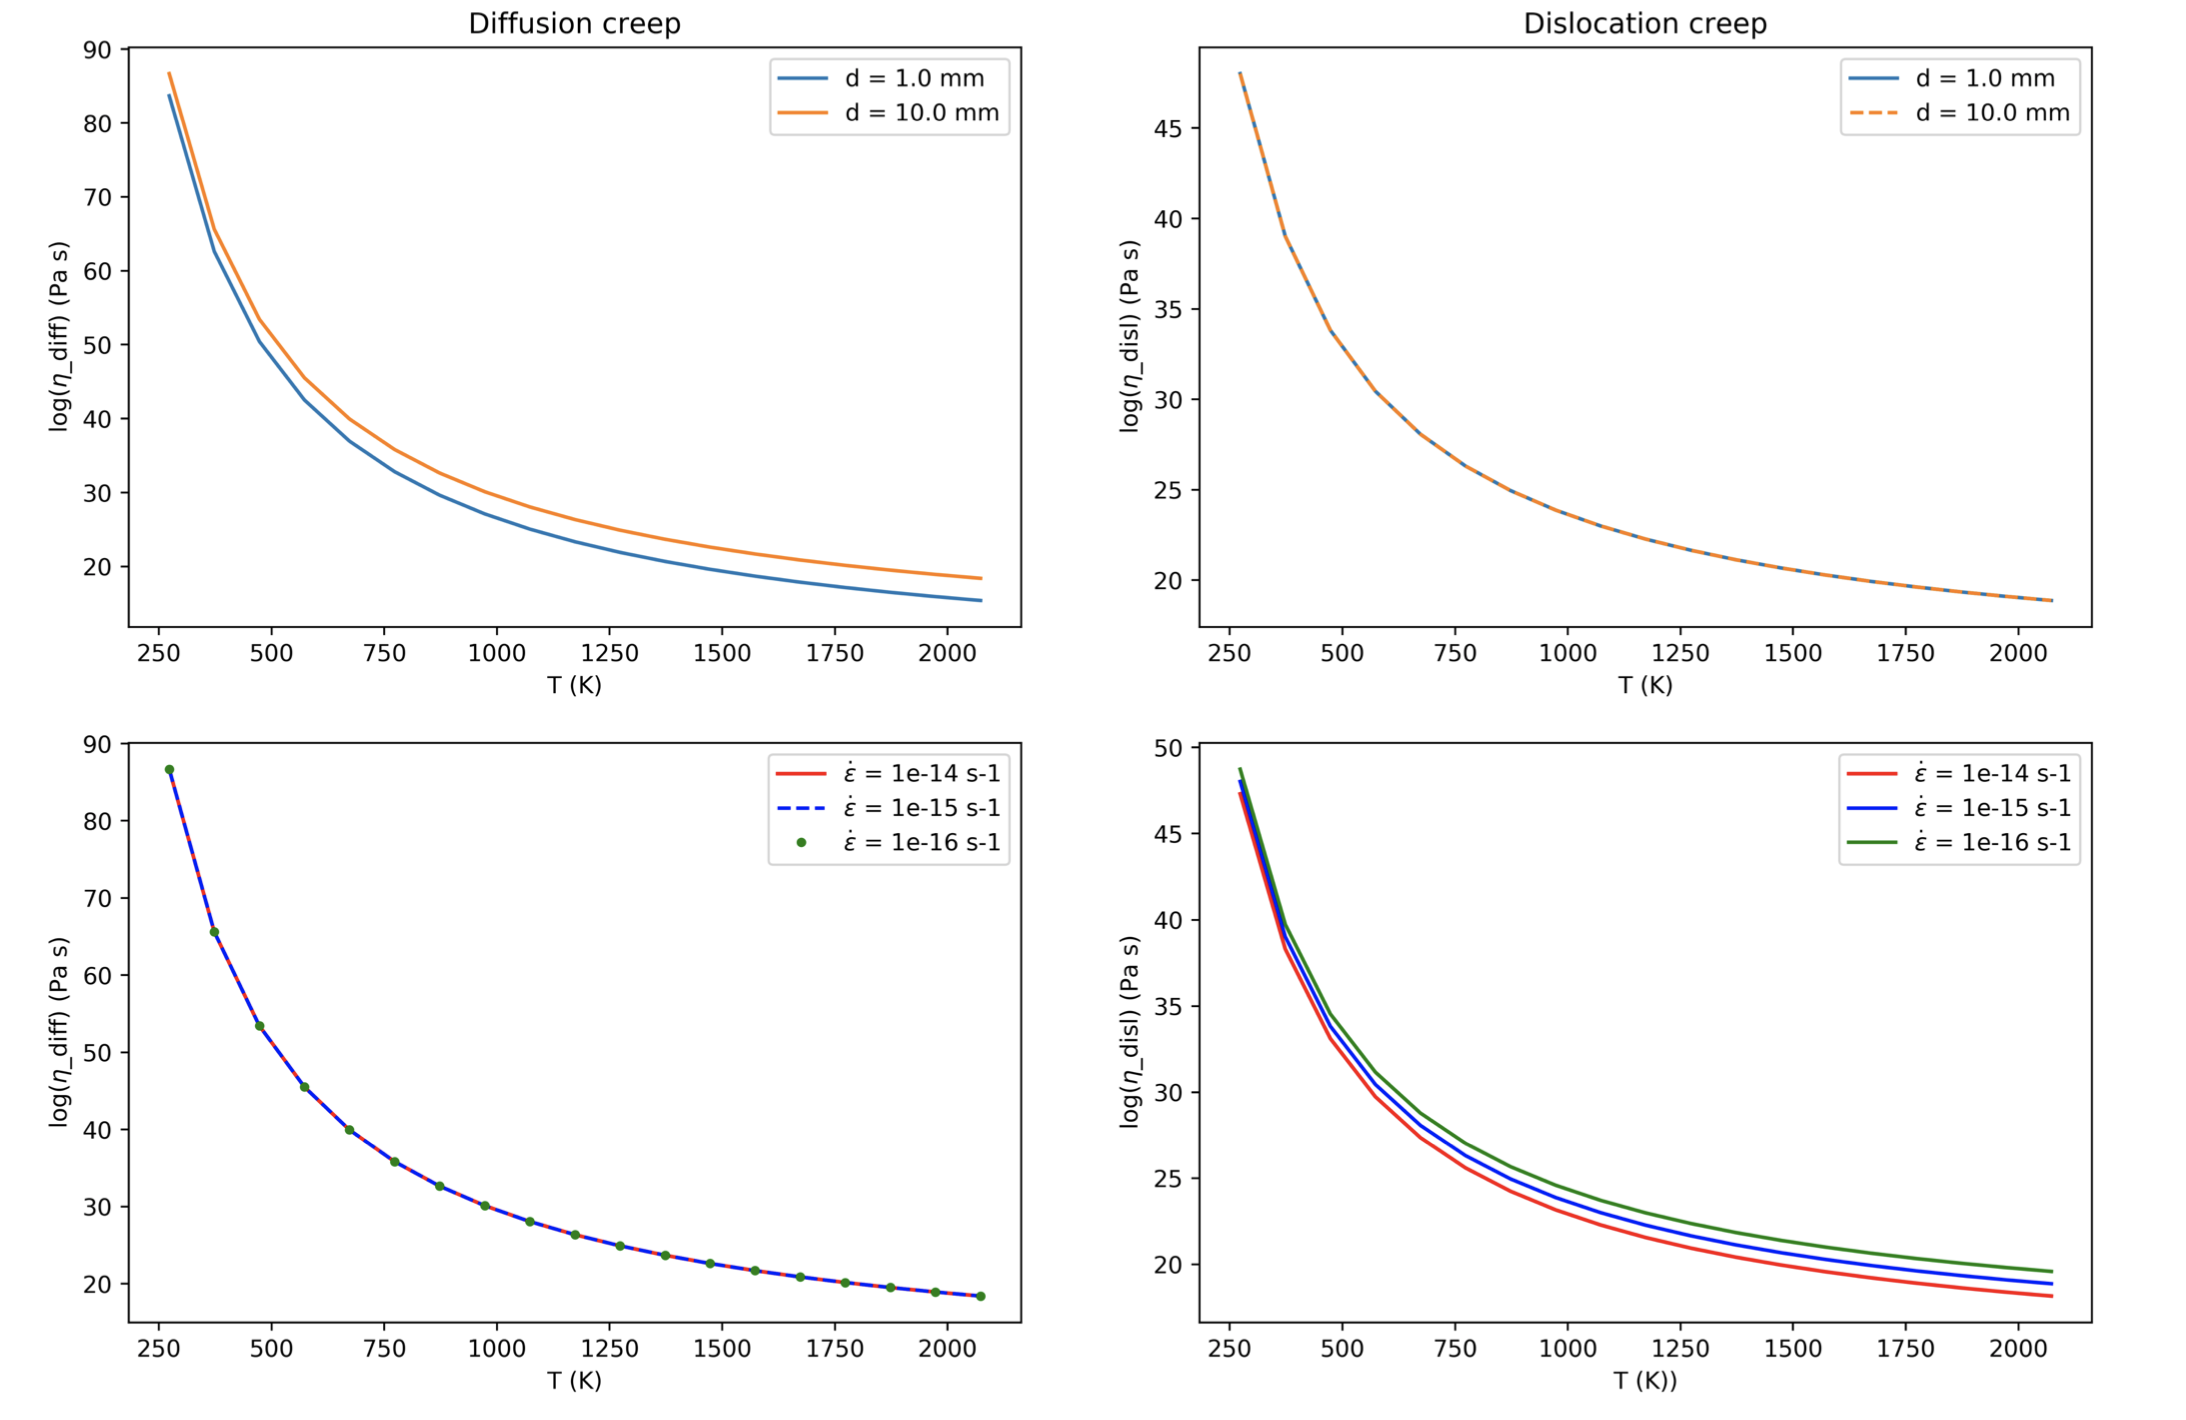 Diffusion creep
90
80
70
60
50
40
30
20
log(η_diff) (Pa s)
d = 1.0 mm
d = 10.0 mm
250 500 750 1000 1250 1500 1750 2000
T (K)
Dislocation creep
45
40
35
30
25
20
log(η_disl) (Pa s)
d = 1.0 mm
d = 10.0 mm
250 500 750 1000 1250 1500 1750 2000
T (K)
90
80
70
60
50
40
30
20
log(η_diff) (Pa s)
ε̇ = 1e-14 s-1
ε̇ = 1e-15 s-1
ε̇ = 1e-16 s-1
250 500 750 1000 1250 1500 1750 2000
T (K)
50
45
40
35
30
25
20
log(η_disl) (Pa s)
ε̇ = 1e-14 s-1
ε̇ = 1e-15 s-1
ε̇ = 1e-16 s-1
250 500 750 1000 1250 1500 1750 2000
T (K))